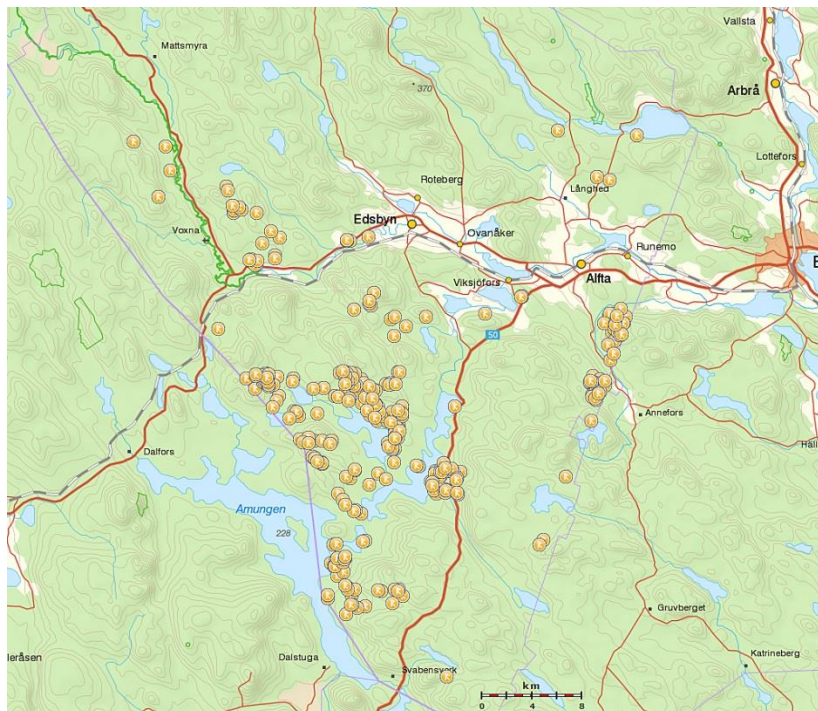 Vallsta
Mattsmyra
370
Arbrå
Lottefors
Roteberg
Långhed
Edsbyn
Voxna
Ovanåker
Runemo
Alfta
Viksjöfors
50
Annefors
Dalfors
Amungen
228
Gruvberget
Dalstuga
Katrineberg
Svabensverk
km
0 4 8